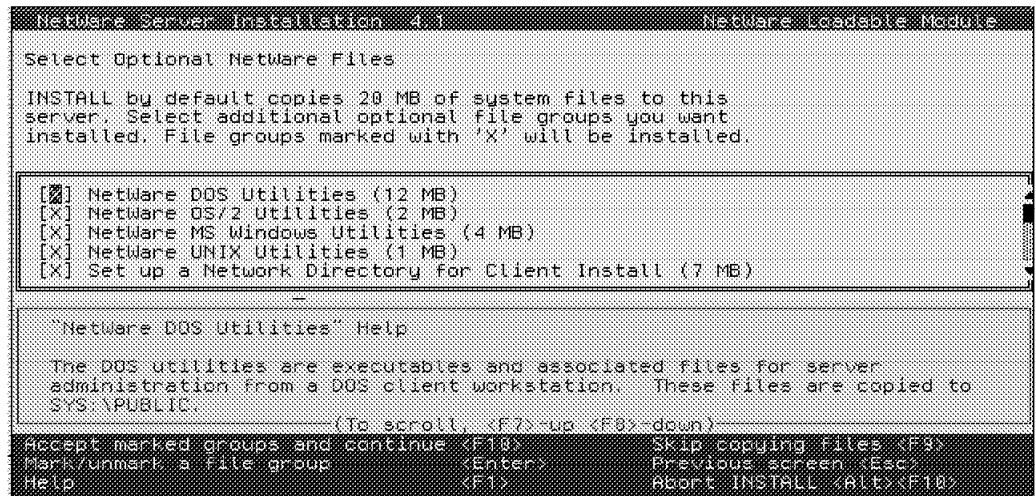 NetWare Server Installation 4.1 NetWare Loadable Module
Select Optional NetWare Files
INSTALL by default copies 20 MB of system files to this
server. Select additional optional file groups you want
installed. File groups marked with 'X' will be installed.
[X] NetWare DOS Utilities (12 MB)
[X] NetWare OS/2 Utilities (2 MB)
[X] NetWare MS Windows Utilities (4 MB)
[X] NetWare UNIX Utilities (1 MB)
[X] Set up a Network Directory for Client Install (7 MB)
"NetWare DOS Utilities" Help
The DOS utilities are executables and associated files for server
administration from a DOS client workstation. These files are copied to
SYS:\PUBLIC.
(To scroll, <F7>-up <F8>-down)
Accept marked groups and continue <F10> Skip copying files <F9>
Mark/unmark a file group <Enter> Previous screen <Esc>
Help <F1> Abort INSTALL <Alt><F10>